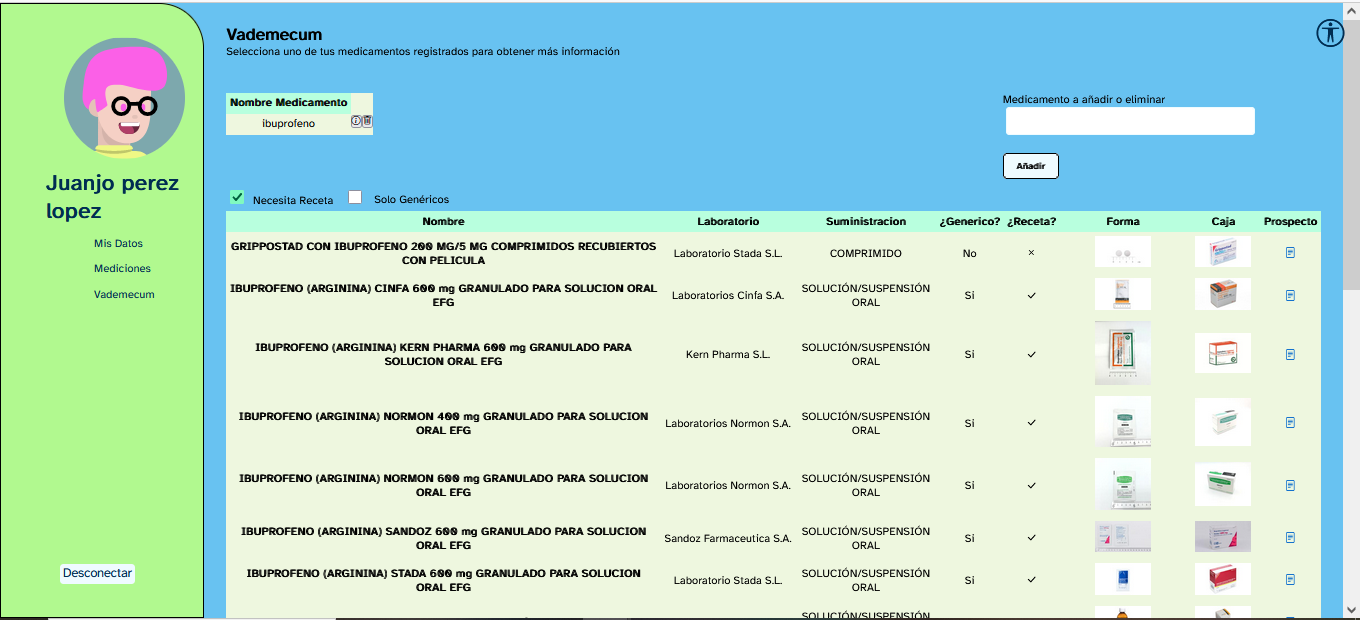 Vademecum
Selecciona uno de tus medicamentos registrados para obtener más información
Nombre Medicamento
ibuprofeno
Medicamento a añadir o eliminar
Añadir
Juanjo perez
lopez
Mis Datos
Mediciones
Vademecum
Desconectar
Necesita Receta Solo Genéricos
Nombre Laboratorio Suministracion ¿Generico? ¿Receta? Forma Caja Prospecto
GRIPPOSTAD CON IBUPROFENO 200 MG/5 MG COMPRIMIDOS RECUBIERTOS
CON PELICULA
Laboratorio Stada S.L. COMPRIMIDO No
IBUPROFENO (ARGININA) CINFA 600 mg GRANULADO PARA SOLUCION ORAL
EFG
Laboratorios Cinfa S.A. SOLUCIÓN/SUSPENSIÓN
ORAL
Sí
IBUPROFENO (ARGININA) KERN PHARMA 600 mg GRANULADO PARA
SOLUCION ORAL EFG
Kern Pharma S.L. SOLUCIÓN/SUSPENSIÓN
ORAL
Sí
IBUPROFENO (ARGININA) NORMON 400 mg GRANULADO PARA SOLUCION
ORAL EFG
Laboratorios Normon S.A. SOLUCIÓN/SUSPENSIÓN
ORAL
Sí
IBUPROFENO (ARGININA) NORMON 600 mg GRANULADO PARA SOLUCION
ORAL EFG
Laboratorios Normon S.A. SOLUCIÓN/SUSPENSIÓN
ORAL
Sí
IBUPROFENO (ARGININA) SANDOZ 600 mg GRANULADO PARA SOLUCION
ORAL EFG
Sandoz Farmaceutica S.A. SOLUCIÓN/SUSPENSIÓN
ORAL
Sí
IBUPROFENO (ARGININA) STADA 600 mg GRANULADO PARA SOLUCION
ORAL EFG
Laboratorio Stada S.L. SOLUCIÓN/SUSPENSIÓN
ORAL
Sí
SOLUCIÓN/SUSPENSIÓN